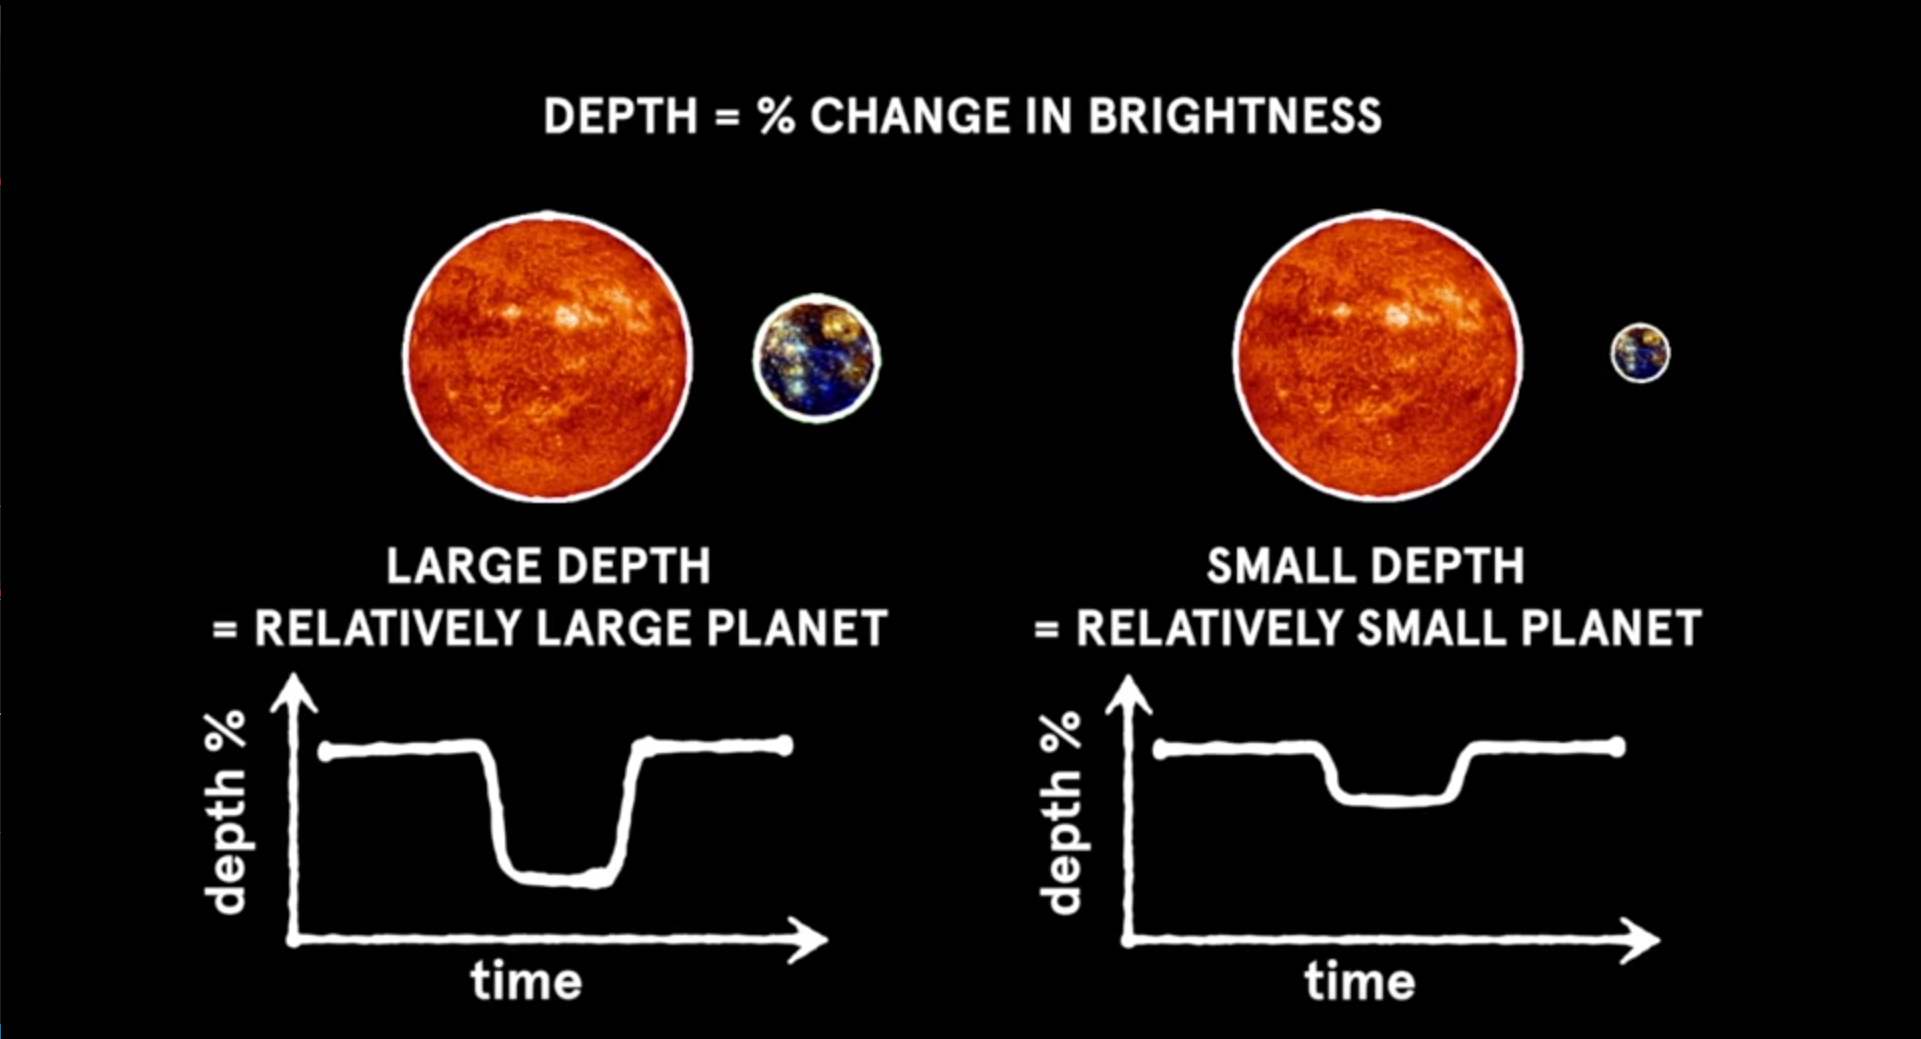 DEPTH = % CHANGE IN BRIGHTNESS
LARGE DEPTH
= RELATIVELY LARGE PLANET
depth %
time
SMALL DEPTH
= RELATIVELY SMALL PLANET
depth %
time